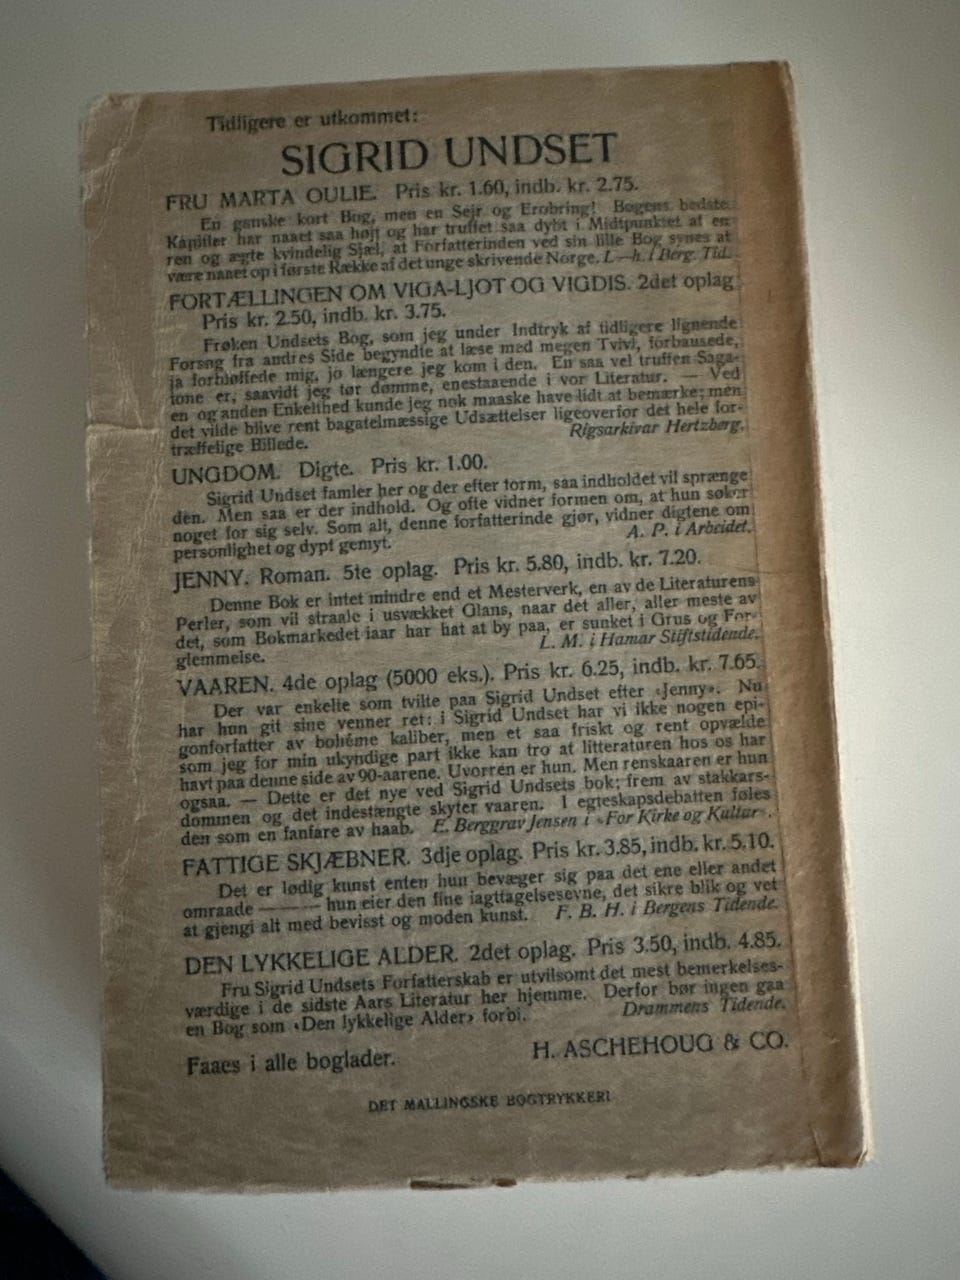 Tidligere er utkommet:
SIGRID UNDSET
FRU MARTA OULIE. Pris kr. 1.60, indb. kr. 2.75.
En ganske kort Bog, men en Sejr og Erobring! Bogens bedste
Kapitler har naaet saa højt og har truffet saa dybt i Midtpunktet af en
ren og ægte kvindelig Sjæl, at Forfatterinden ved sin lille Bog synes at
være naaet op i første Række af det unge skrivende Norge. L—h. i Berg. Tid.
FORTÆLLINGEN OM VIGA-LJOT OG VIGDIS. 2det oplag
Pris kr. 2.50, indb. kr. 3.75.
Frøken Undsets Bog, som jeg under Indtryk af tidligere lignende
Forsøg fra andres Side begyndte at læse med megen Tvivl, forbausede,
ja forbløffede mig, jo længere jeg kom i den. En saa vel truffen Saga-
tone er, saavidt jeg tør dømme, enestaaende i vor Literatur. — Ved
en og anden Enkelthed kunde jeg nok maaske have lidt at bemærke; men
det vilde blive rent bagatelmæssige Udsættelser ligeoverfor det hele for-
træffelige Billede. Rigsarkivar Hertzberg.
UNGDOM. Digte. Pris kr. 1.00.
Sigrid Undset famler her og der efter form, saa indholdet vil sprænge
den. Men saa er der indhold. Og ofte vidner formen om, at hun søker
noget for sig selv. Som alt, denne forfatterinde gjør, vidner digtene om
personlighet og dypt gemyt. A. P. i Arbeidet.
JENNY. Roman. 5te oplag. Pris kr. 5.80, indb. kr. 7.20.
Denne Bok er intet mindre end et Mesterverk, en av de Literaturens
Perler, som vil straale i usvækket Glans, naar det aller, aller meste av
det, som Bokmarkedet iaar har hat at by paa, er sunket i Grus og For-
glemmelse. L. M. i Hamar Stiftstidende.
VAAREN. 4de oplag (5000 eks.). Pris kr. 6.25, indb. kr. 7.65.
Der var enkelte som tvilte paa Sigrid Undset efter «Jenny». Nu
har hun git sine venner ret: i Sigrid Undset har vi ikke nogen epi-
gonforfatter av bohéme kaliber, men et saa friskt og rent opvælde
som jeg for min ukyndige part ikke kan tro at litteraturen hos os har
havt paa denne side av 90-aarene. Uvorren er hun. Men renskaaren er hun
ogsaa. — Dette er det nye ved Sigrid Undsets bok; frem av stakkars-
dommen og det indestængte skyter vaaren. I egteskapsdebatten føles
den som en fanfare av haab. E. Berggrav Jensen i «For Kirke og Kultur».
FATTIGE SKJÆBNER. 3dje oplag. Pris kr. 3.85, indb. kr. 5.10.
Det er lødig kunst enten hun bevæger sig paa det ene eller andet
omraade — — — hun eier den fine iagttagelsesevne, det sikre blik og vet
at gjengi alt med bevisst og moden kunst. F. B. H. i Bergens Tidende.
DEN LYKKELIGE ALDER. 2det oplag. Pris 3.50, indb. 4.85.
Fru Sigrid Undsets Forfatterskab er utvilsomt det mest bemerkelses-
værdige i de sidste Aars Literatur her hjemme. Derfor bør ingen gaa
en Bog som «Den lykkelige Alder» forbi. Drammens Tidende.
Faaes i alle boglader. H. ASCHEHOUG & CO.
DET MALLINGSKE BOGTRYKKERI